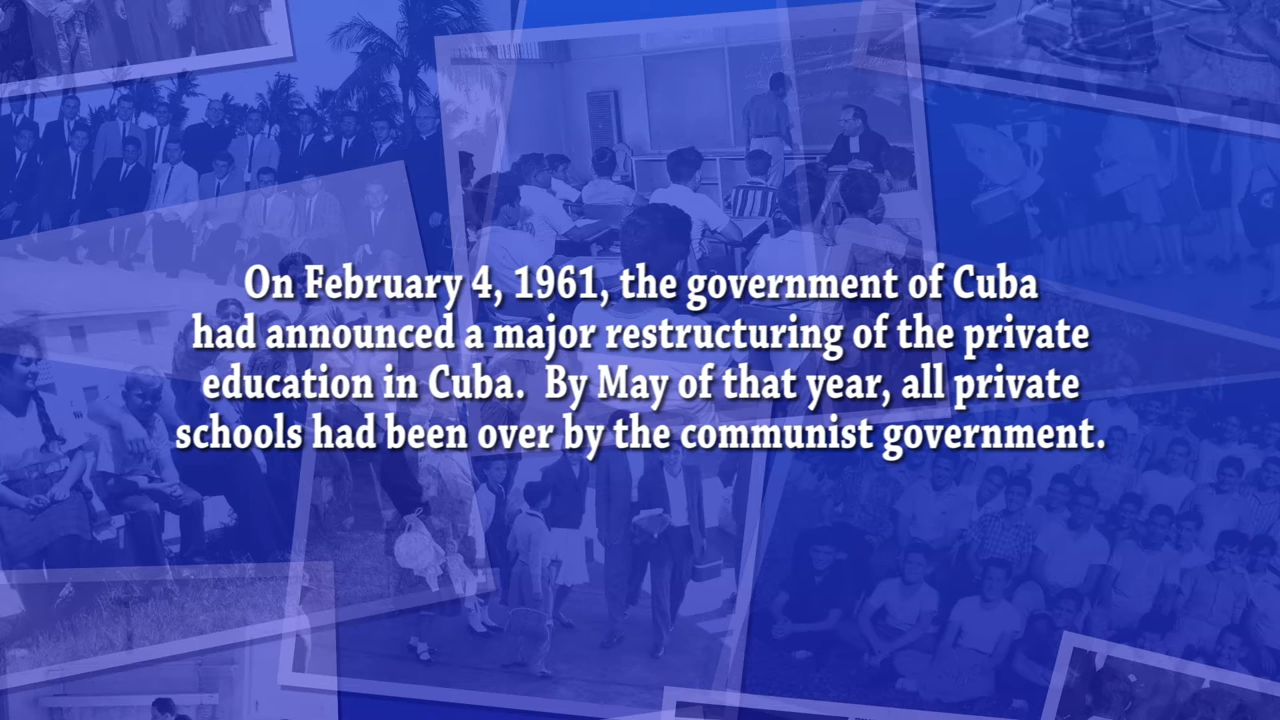 On February 4, 1961, the government of Cuba
had announced a major restructuring of the private
education in Cuba.  By May of that year, all private
schools had been over by the communist government.